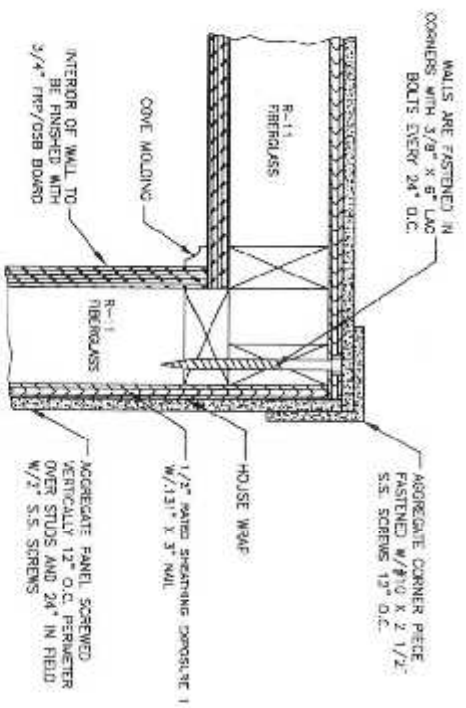 WALLS ARE FASTENED IN
CORNERS WITH 3/8" X 6" LAG
BOLTS EVERY 24" O.C.
AGGREGATE CORNER PIECE
FASTENED W/#10 X 2 1/2"
S.S. SCREWS 12" O.C.
R-11
FIBERGLASS
HOUSE WRAP
1/2" RATED SHEATHING EXPOSURE 1
W/.131" X 3" NAIL
COVE MOLDING
R-11
FIBERGLASS
INTERIOR OF WALL TO
BE FINISHED WITH
3/4" FRP/OSB BOARD
AGGREGATE PANEL SCREWED
VERTICALLY 12" O.C. PERIMETER
OVER STUDS AND 24" IN FIELD
W/2" S.S. SCREWS